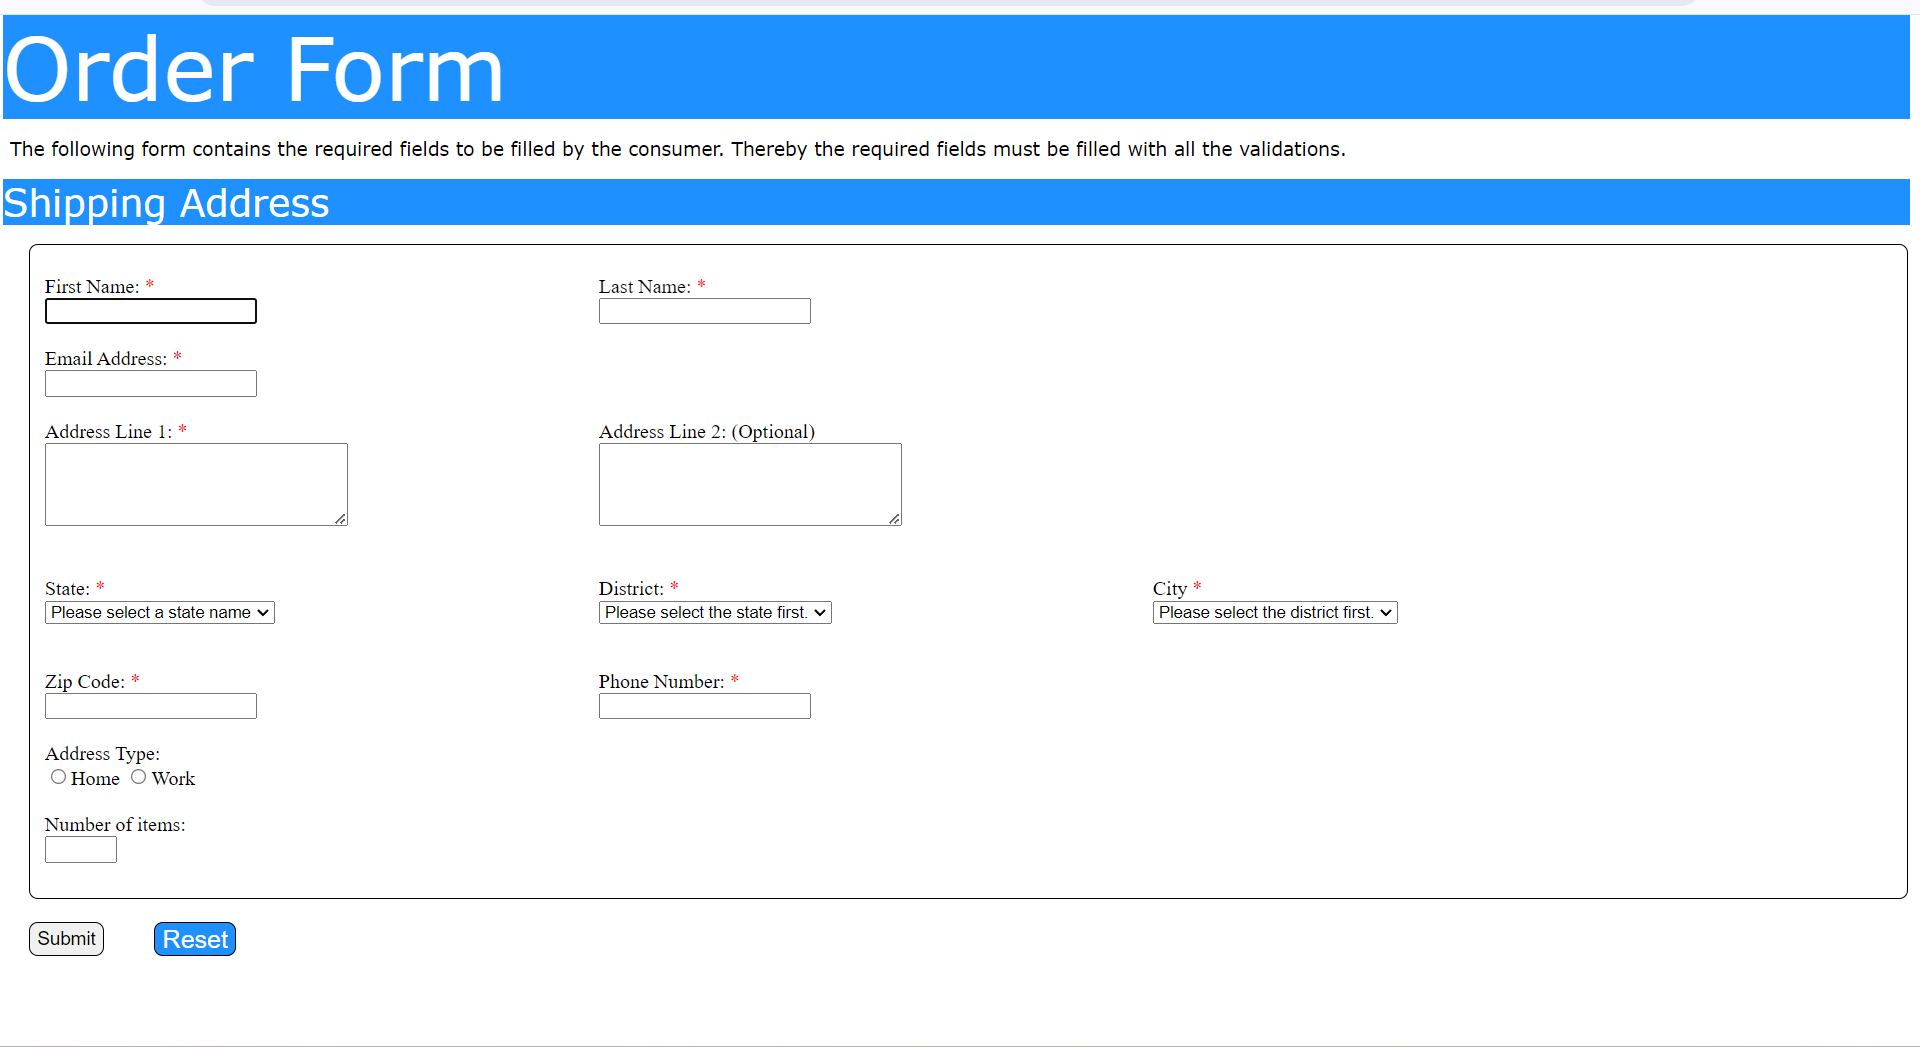 Order Form
The following form contains the required fields to be filled by the consumer. Thereby the required fields must be filled with all the validations.
Shipping Address
First Name: * Last Name: *
Email Address: *
Address Line 1: * Address Line 2: (Optional)
State: * District: * City *
Please select a state name Please select the state first. Please select the district first.
Zip Code: * Phone Number: *
Address Type:
Home Work
Number of items:
Submit Reset